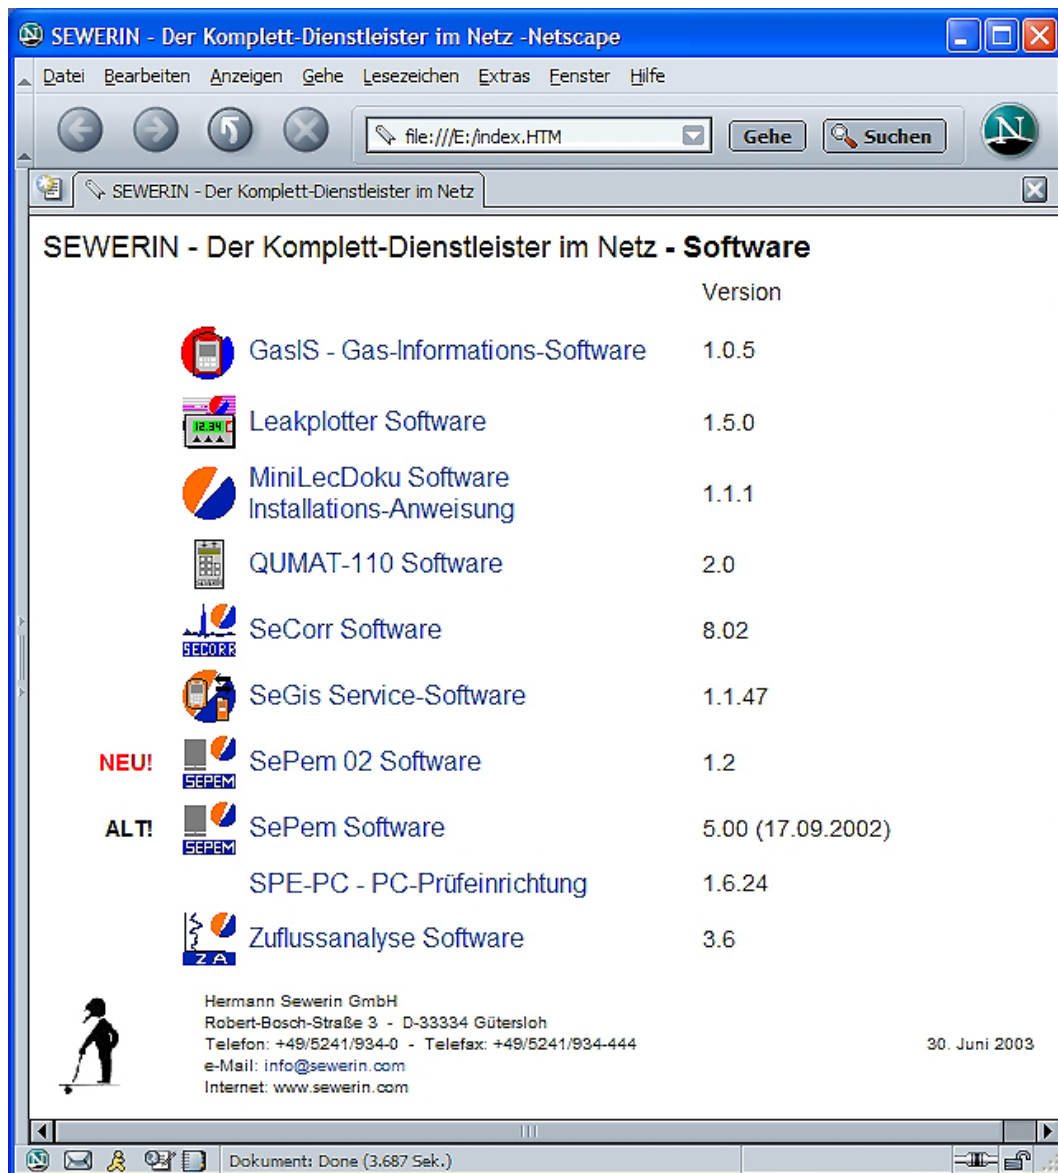 SEWERIN - Der Komplett-Dienstleister im Netz -Netscape
Datei Bearbeiten Anzeigen Gehe Lesezeichen Extras Fenster Hilfe
N
file:///E:/index.HTM Gehe Suchen N
SEWERIN - Der Komplett-Dienstleister im Netz
SEWERIN - Der Komplett-Dienstleister im Netz - Software
Version
GasIS - Gas-Informations-Software 1.0.5
12.34
Leakplotter Software 1.5.0
MiniLecDoku Software
Installations-Anweisung 1.1.1
QUMAT-110 Software 2.0
SECORR SeCorr Software 8.02
SeGis Service-Software 1.1.47
NEU! SEPEM SePem 02 Software 1.2
ALT! SEPEM SePem Software 5.00 (17.09.2002)
SPE-PC - PC-Prüfeinrichtung 1.6.24
ZA Zuflussanalyse Software 3.6
Hermann Sewerin GmbH
Robert-Bosch-Straße 3 - D-33334 Gütersloh
Telefon: +49/5241/934-0 - Telefax: +49/5241/934-444 30. Juni 2003
e-Mail: info@sewerin.com
Internet: www.sewerin.com
Dokument: Done (3.687 Sek.)